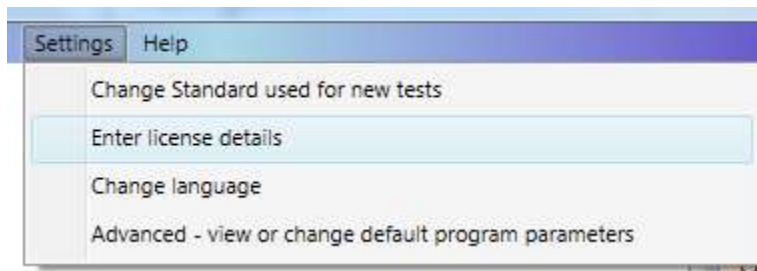 Settings Help
Change Standard used for new tests
Enter license details
Change language
Advanced - view or change default program parameters